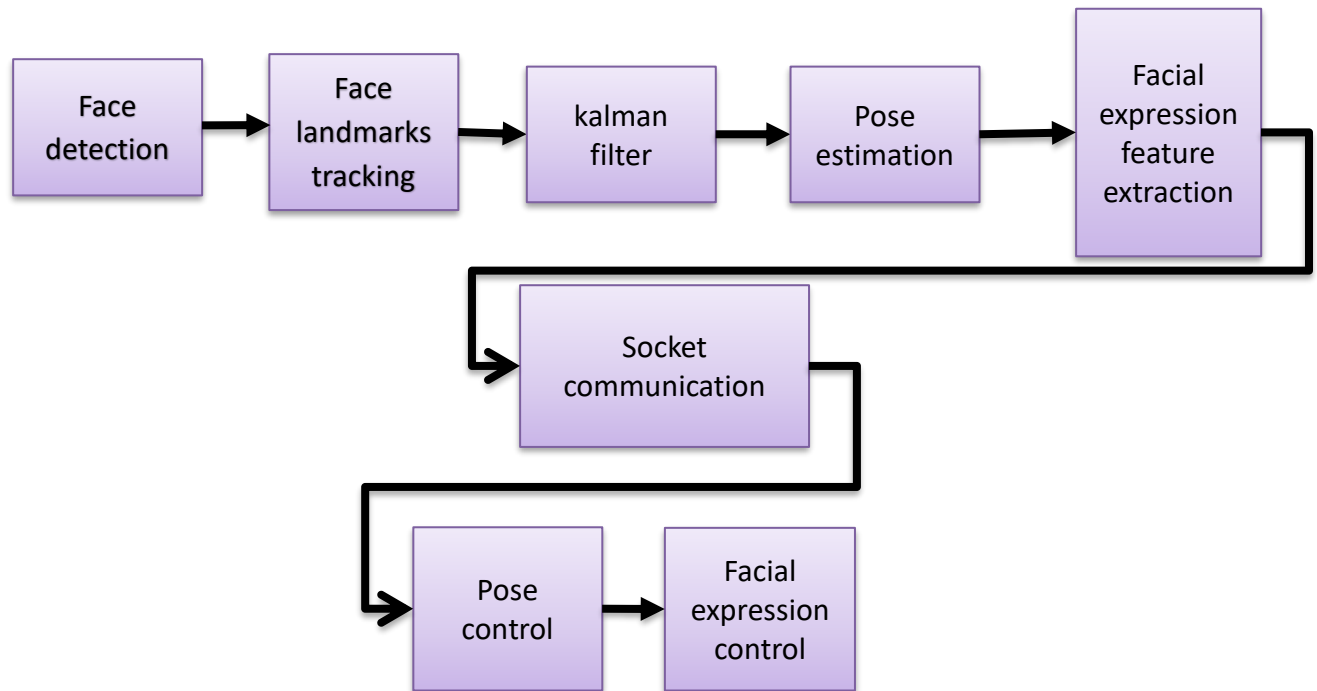 Face
detection
Face
landmarks
tracking
kalman
filter
Pose
estimation
Facial
expression
feature
extraction
Socket
communication
Pose
control
Facial
expression
control